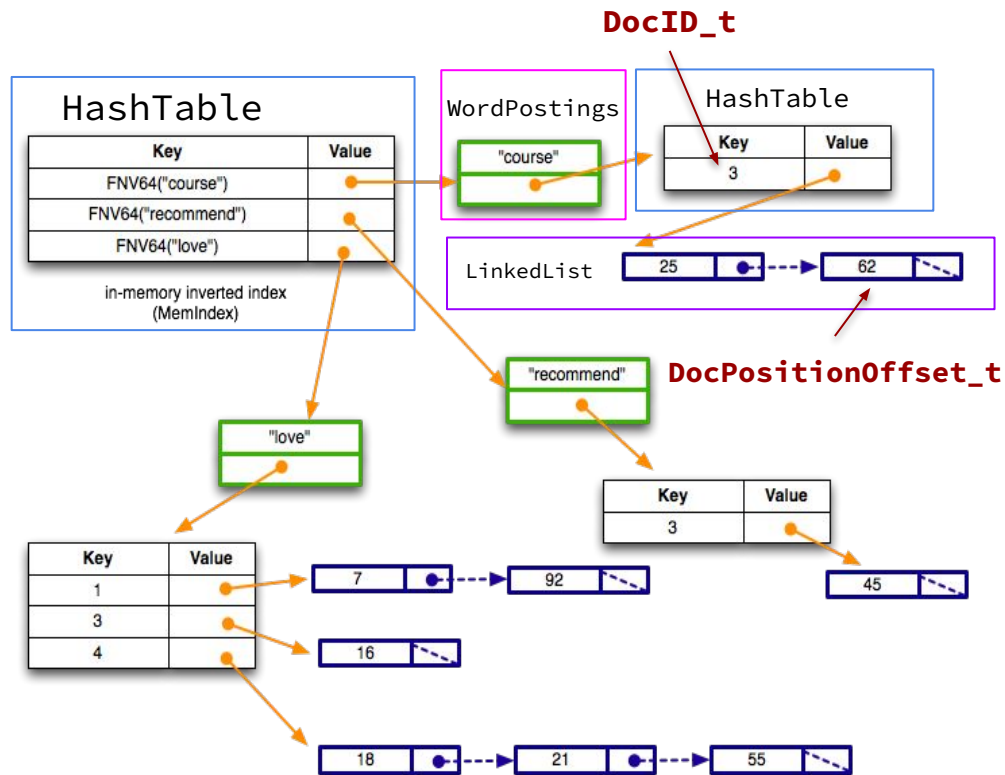 DocID_t
HashTable
Key Value
FNV64("course")
FNV64("recommend")
FNV64("love")
in-memory inverted index
(MemIndex)
WordPostings
"course"
HashTable
Key Value
3
LinkedList
25 62
DocPositionOffset_t
"recommend"
"love"
Key Value
3
45
Key Value
1
3
4
7 92
16
18 21 55